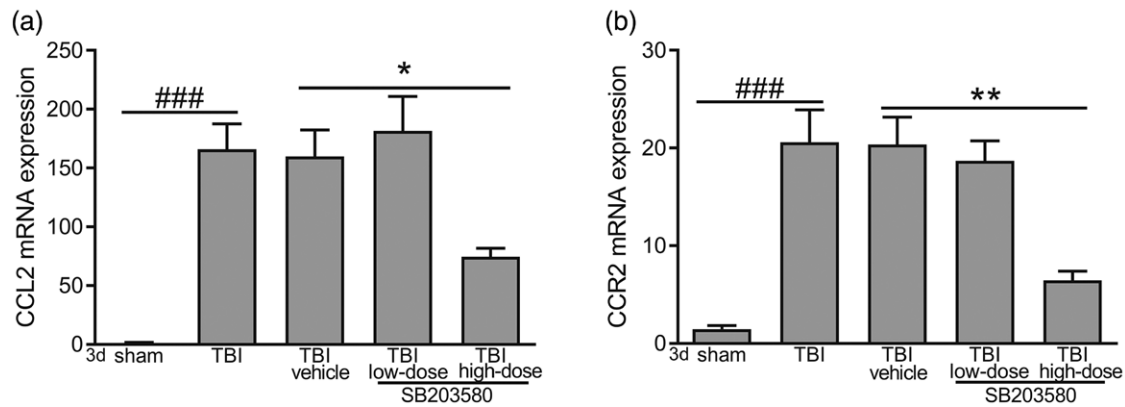 (a)
CCL2 mRNA expression
250
200
150
100
50
0
###
*
3d sham
TBI
TBI vehicle
TBI low-dose
TBI high-dose
SB203580
(b)
CCR2 mRNA expression
30
20
10
0
###
**
3d sham
TBI
TBI vehicle
TBI low-dose
TBI high-dose
SB203580